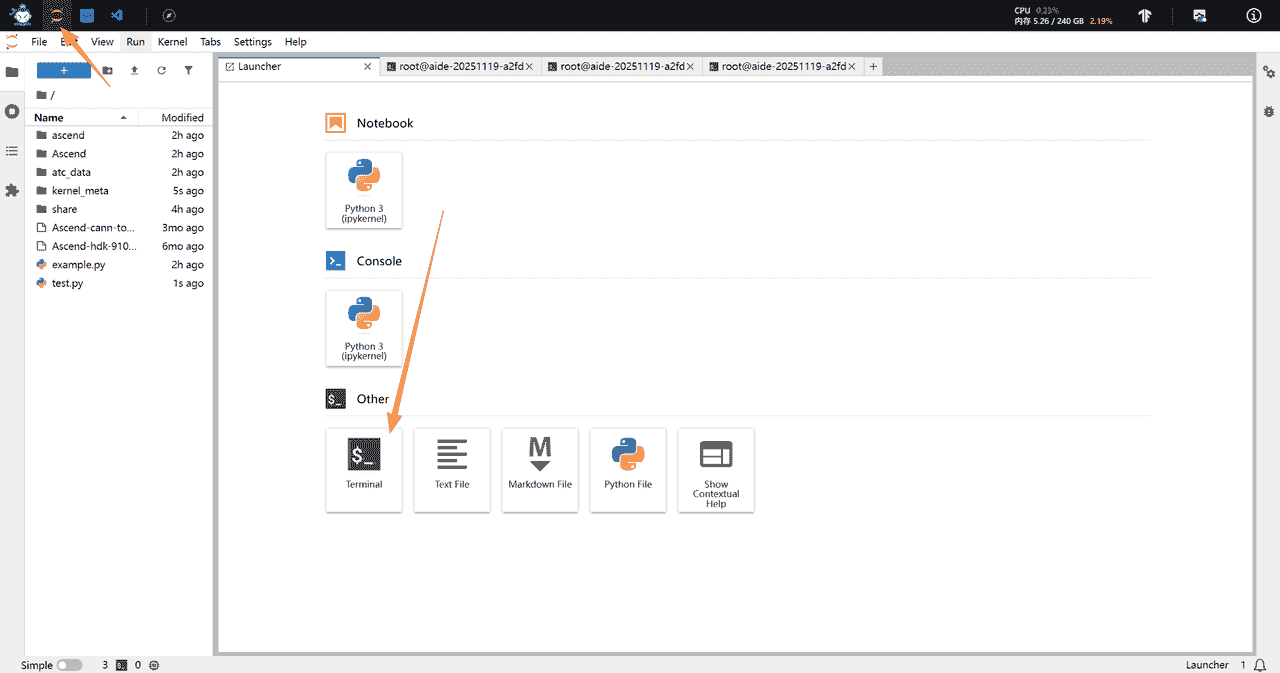 CPU 0.23%
内存 5.26 / 240 GB 2.19%
File View Run Kernel Tabs Settings Help
+
Launcher
root@aide-20251119-a2fd
root@aide-20251119-a2fd
root@aide-20251119-a2fd
+
/
Name Modified
ascend 2h ago
Ascend 2h ago
atc_data 2h ago
kernel_meta 5s ago
share 4h ago
Ascend-cann-to... 3mo ago
Ascend-hdk-910... 6mo ago
example.py 2h ago
test.py 1s ago
Notebook
Python 3
(ipykernel)
Console
Python 3
(ipykernel)
$_ Other
$_
Terminal
Text File
M
Markdown File
Python File
Show
Contextual
Help
Simple 3 0
Launcher 1